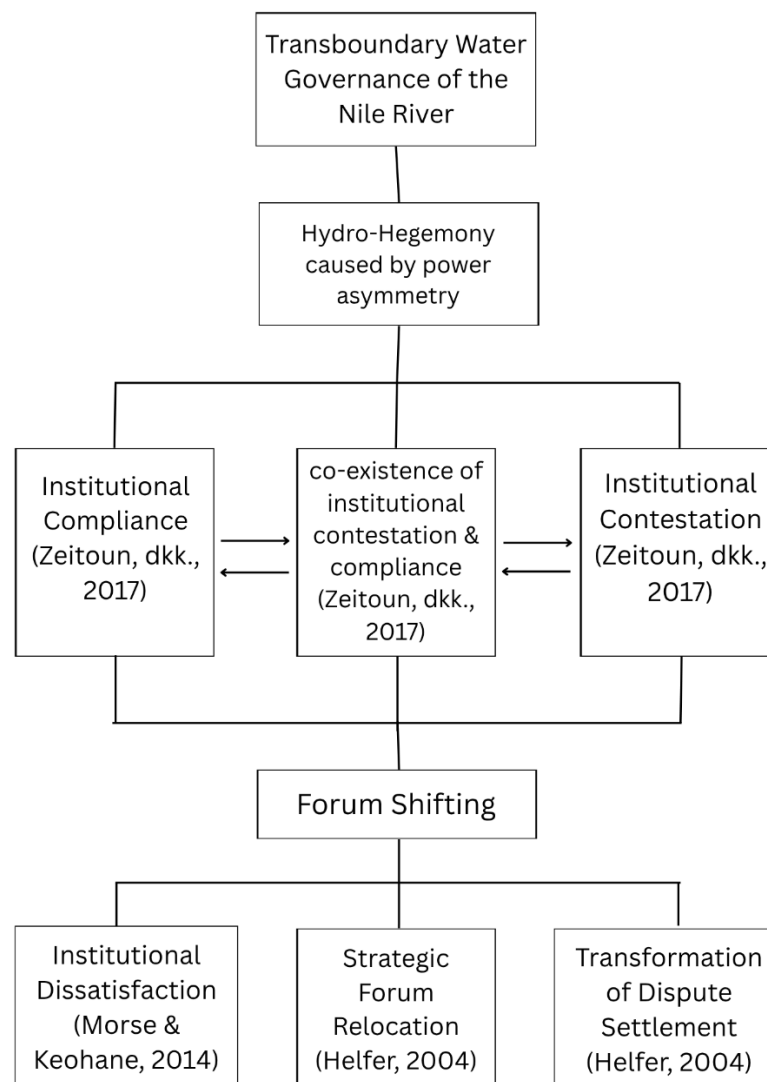 Transboundary Water
Governance of the
Nile River
Hydro-Hegemony
caused by power
asymmetry
Institutional
Compliance
(Zeitoun, dkk.,
2017)
co-existence of
institutional
contestation &
compliance
(Zeitoun, dkk.,
2017)
Institutional
Contestation
(Zeitoun, dkk.,
2017)
Forum Shifting
Institutional
Dissatisfaction
(Morse &
Keohane, 2014)
Strategic
Forum
Relocation
(Helfer, 2004)
Transformation
of Dispute
Settlement
(Helfer, 2004)